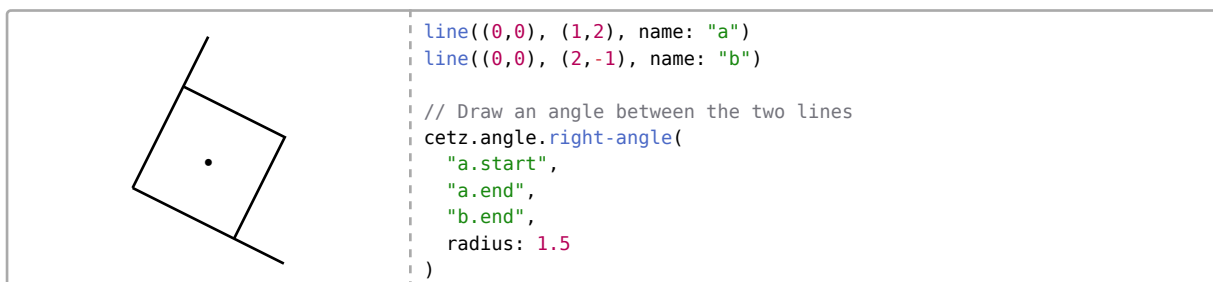 line((0,0), (1,2), name: "a")
line((0,0), (2,-1), name: "b")
// Draw an angle between the two lines
cetz.angle.right-angle(
"a.start",
"a.end",
"b.end",
radius: 1.5
)